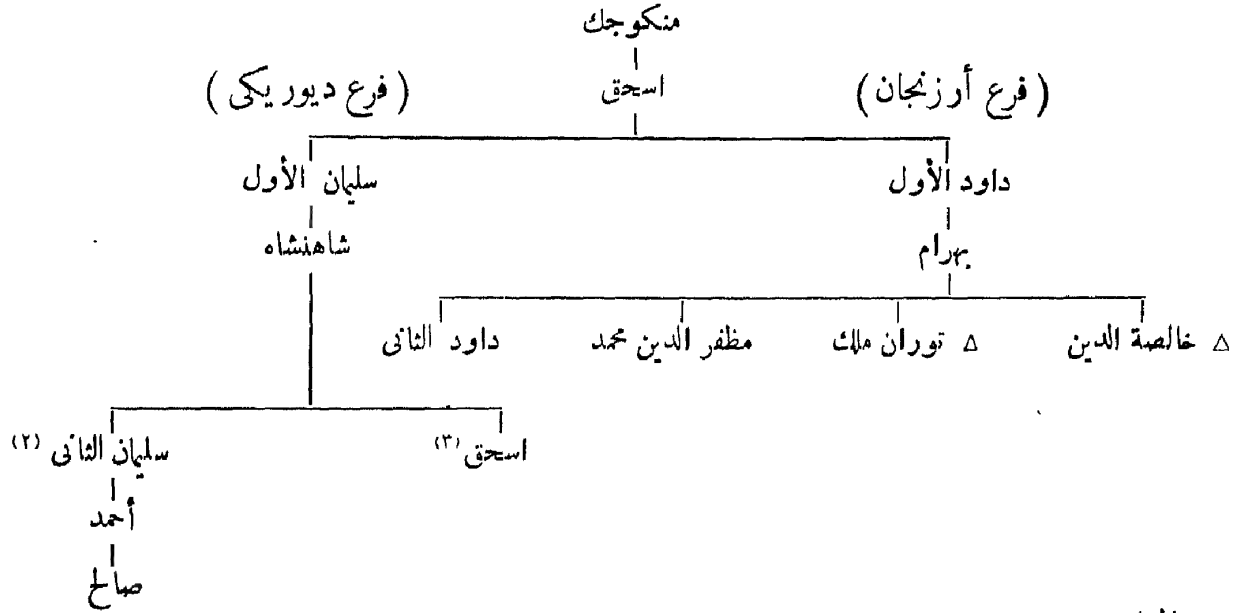 منكوجك
(فرع أرزنجان) اسحق (فرع ديوريكى)
داود الأول سليمان الأول
بهرام شاهنشاه
△ خالصة الدين △ توران ملك مظفر الدين محمد داود الثانى
اسحق (٣) سليمان الثانى (٢)
أحمد
صالح